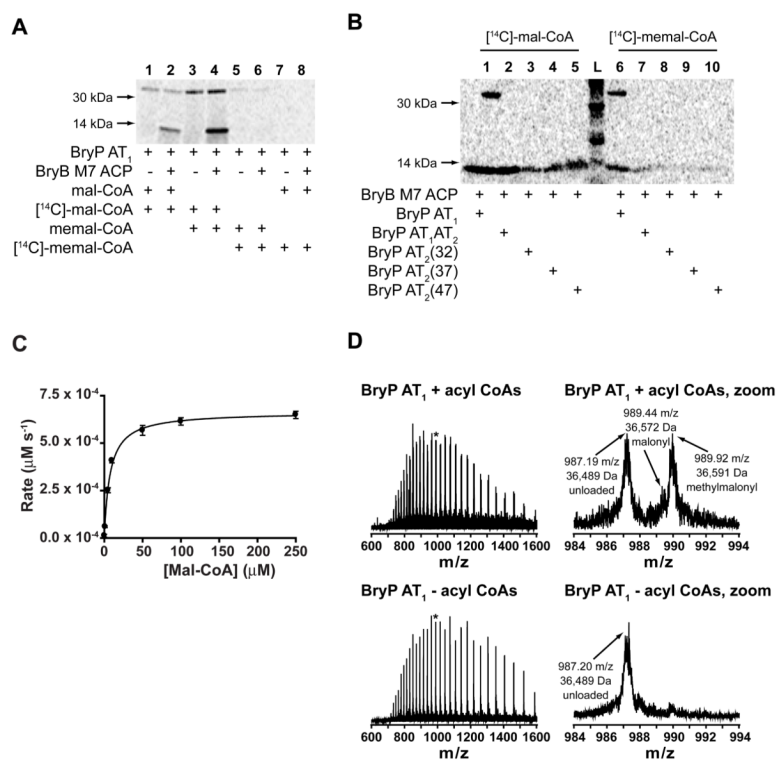 A
1 2 3 4 5 6 7 8
30 kDa
14 kDa
BryP AT1 + + + + + + + +
BryB M7 ACP - + - + - + - +
mal-CoA + + + +
[14C]-mal-CoA + + + +
memal-CoA + + + +
[14C]-memal-CoA + + + +
B
[14C]-mal-CoA [14C]-memal-CoA
1 2 3 4 5 L 6 7 8 9 10
30 kDa
14 kDa
BryB M7 ACP + + + + + + + + + +
BryP AT1 + +
BryP AT1AT2 + +
BryP AT2(32) + +
BryP AT2(37) + +
BryP AT2(47) + +
C
7.5 x 10-4
5.0 x 10-4
2.5 x 10-4
0.0 x 10-4
Rate (μM s-1)
0 50 100 150 200 250
[Mal-CoA] (μM)
D
BryP AT1 + acyl CoAs
*
600 800 1000 1200 1400 1600
m/z
BryP AT1 + acyl CoAs, zoom
989.44 m/z
36,572 Da
malonyl
987.19 m/z
36,489 Da
unloaded
989.92 m/z
36,591 Da
methylmalonyl
984 986 988 990 992 994
m/z
BryP AT1 - acyl CoAs
*
600 800 1000 1200 1400 1600
m/z
BryP AT1 - acyl CoAs, zoom
987.20 m/z
36,489 Da
unloaded
984 986 988 990 992 994
m/z